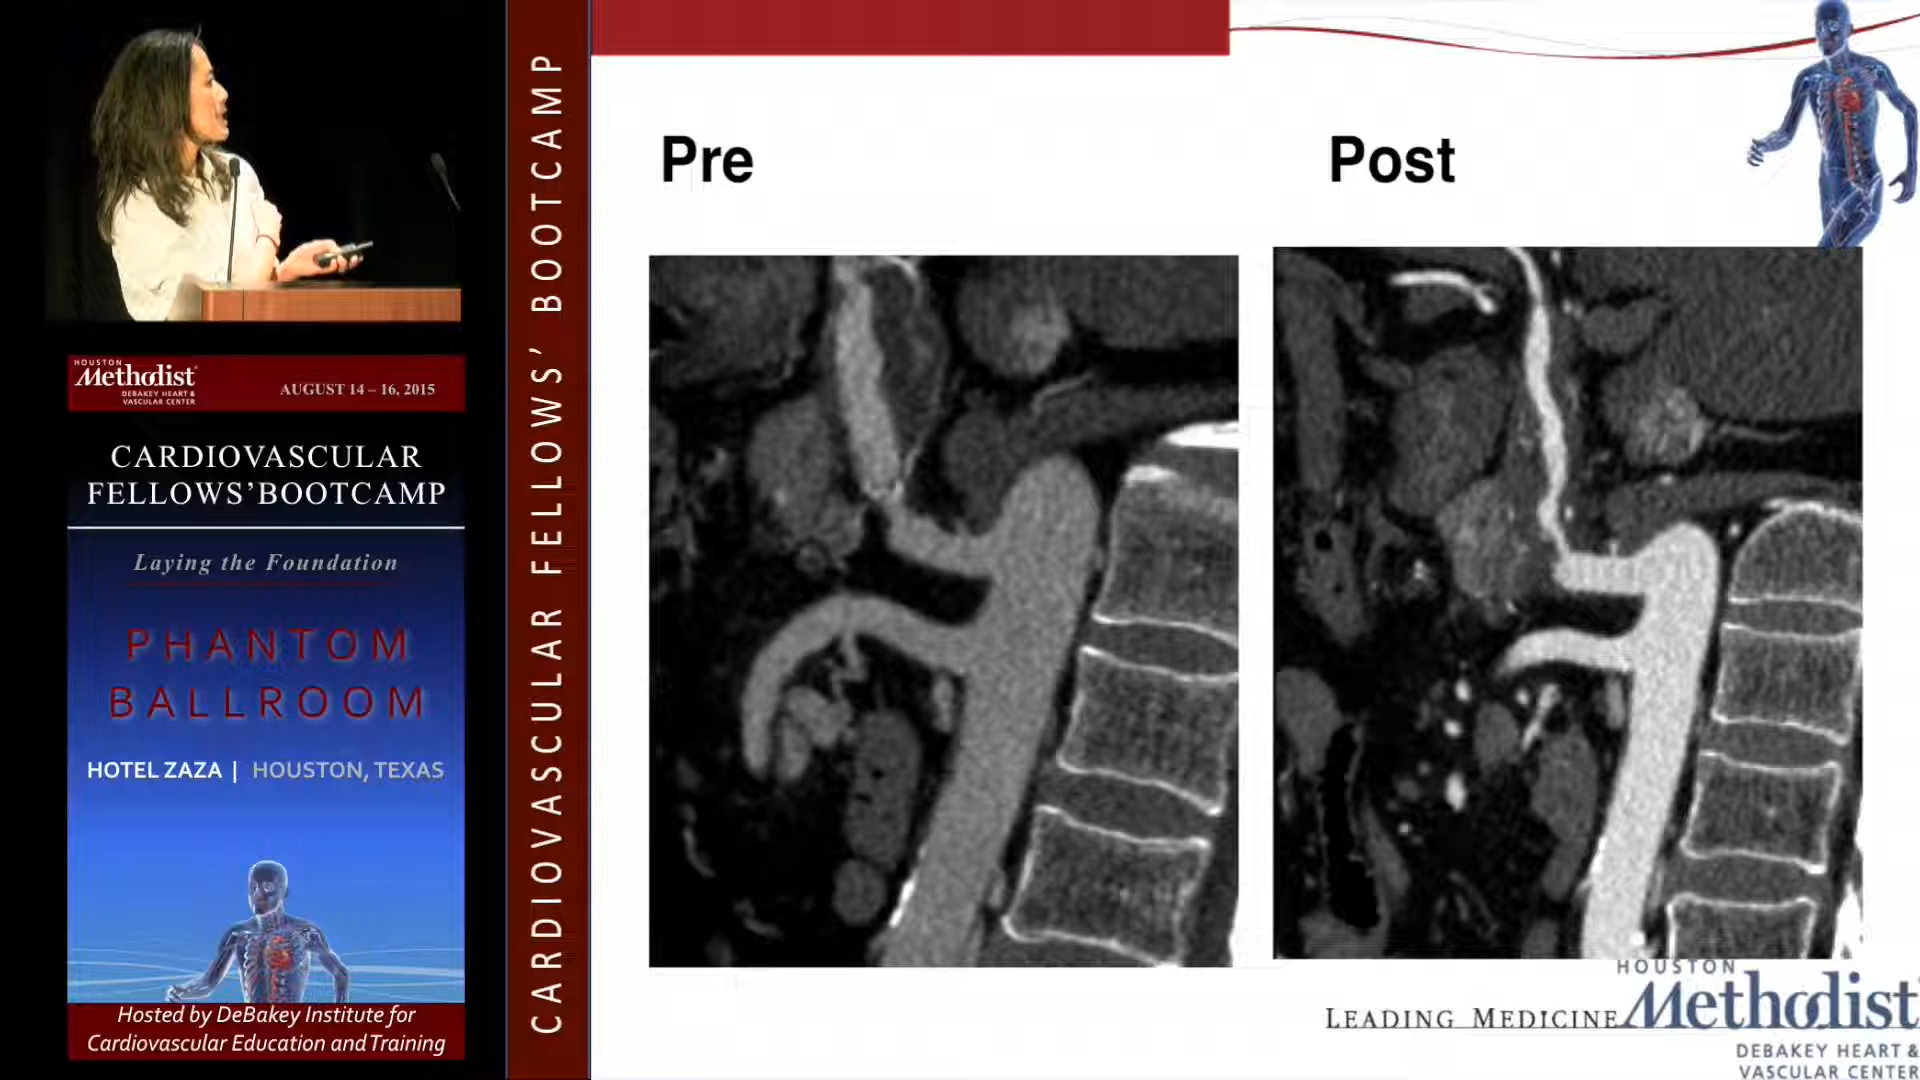 HOUSTON
Methodist
DEBAKEY HEART &
VASCULAR CENTER
AUGUST 14 – 16, 2015
CARDIOVASCULAR
FELLOWS’BOOTCAMP
Laying the Foundation
PHANTOM
BALLROOM
HOTEL ZAZA | HOUSTON, TEXAS
Hosted by DeBakey Institute for
Cardiovascular Education and Training
CARDIOVASCULAR FELLOWS’ BOOTCAMP
Pre
Post
LEADING MEDICINE
HOUSTON
Methodist
DEBAKEY HEART &
VASCULAR CENTER